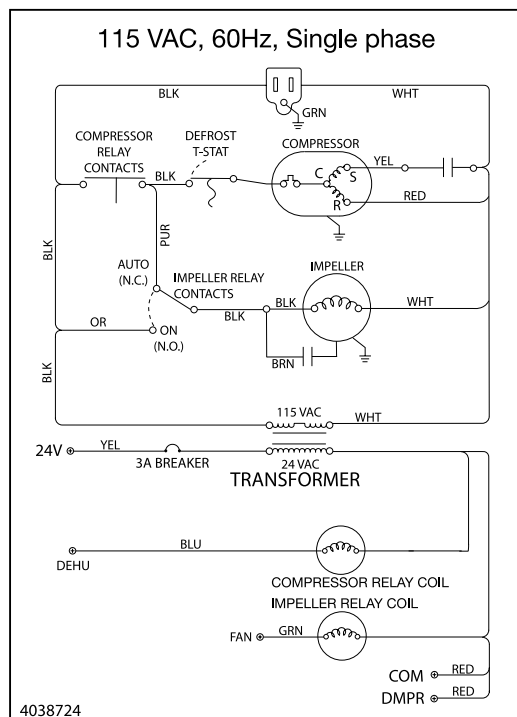 115 VAC, 60Hz, Single phase
BLK
WHT
GRN
COMPRESSOR
RELAY
CONTACTS
DEFROST
T-STAT
COMPRESSOR
BLK
C
S
R
YEL
RED
BLK
PUR
AUTO
(N.C.)
IMPELLER RELAY
CONTACTS
IMPELLER
BLK
BLK
WHT
OR
ON
(N.O.)
BRN
BLK
115 VAC
WHT
24V
YEL
3A BREAKER
24 VAC
TRANSFORMER
BLU
DEHU
COMPRESSOR RELAY COIL
IMPELLER RELAY COIL
FAN
GRN
COM
RED
DMPR
RED
4038724